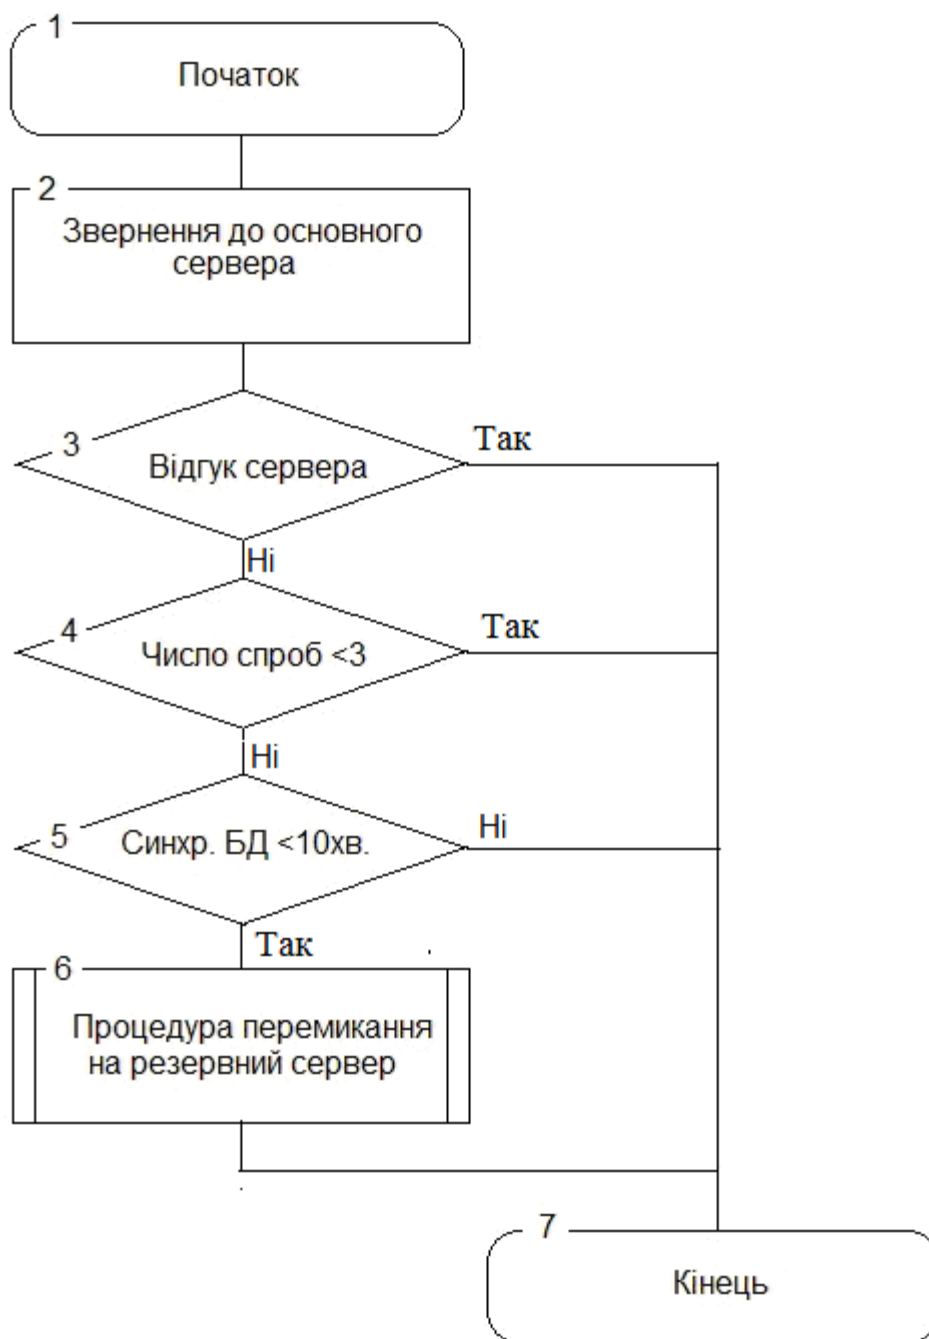 1
Початок
2
Звернення до основного
сервера
3
Відгук сервера
Так
Ні
4
Число спроб <3
Так
Ні
5
Синхр. БД <10хв.
Ні
Так
6
Процедура перемикання
на резервний сервер
7
Кінець